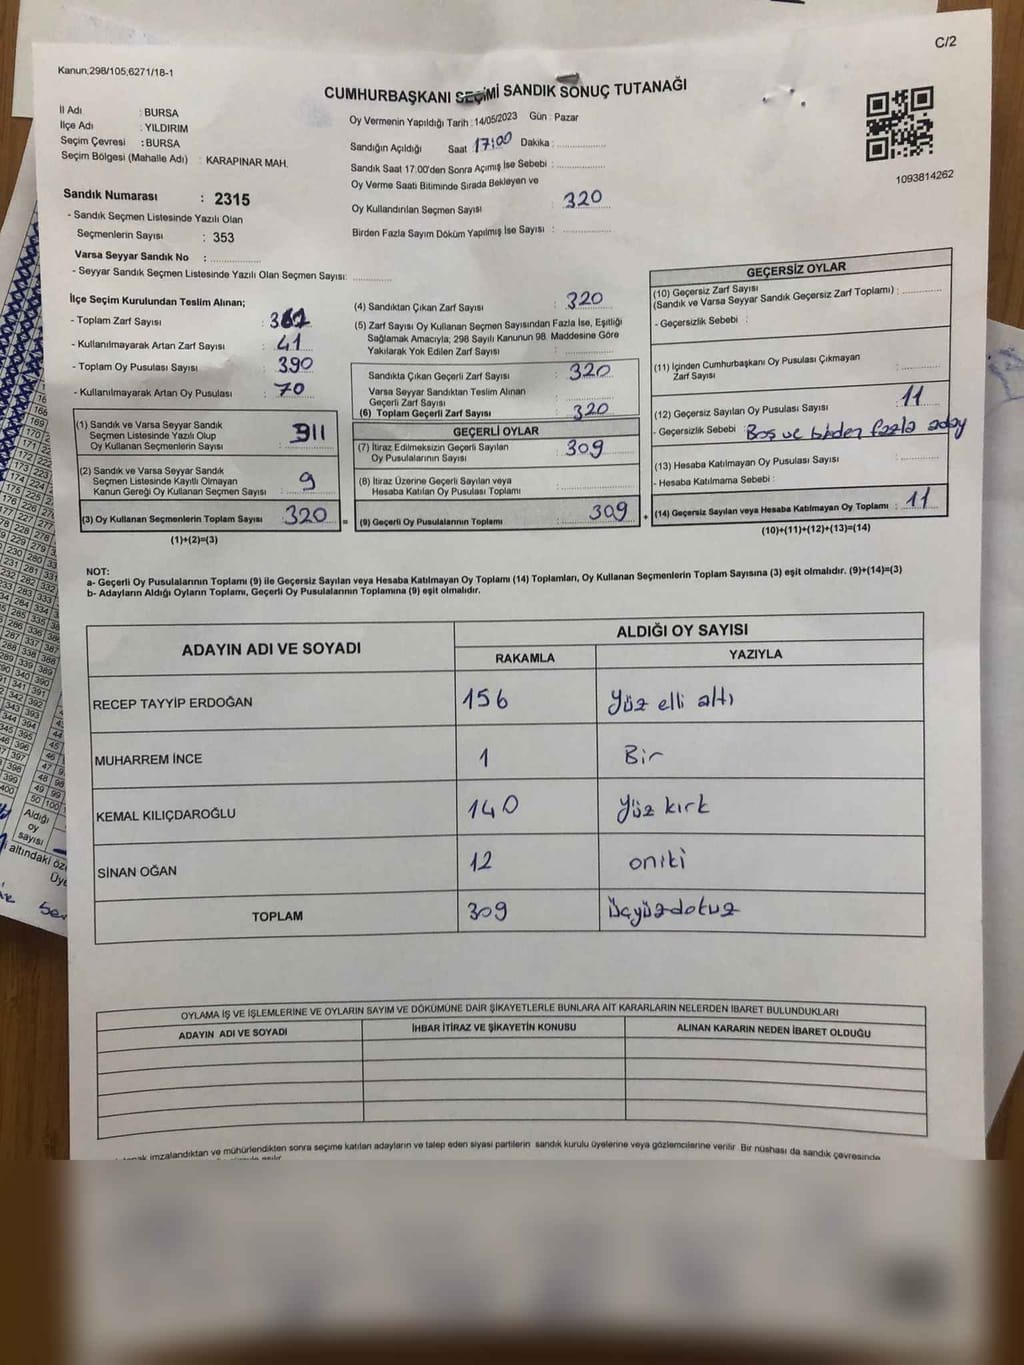 C/2
Kanun,298/105,6271/18-1
CUMHURBAŞKANI SEÇİMİ SANDIK SONUÇ TUTANAĞI
İl Adı : BURSA
İlçe Adı : YILDIRIM
Seçim Çevresi : BURSA
Seçim Bölgesi (Mahalle Adı) : KARAPINAR MAH.
Sandık Numarası : 2315
- Sandık Seçmen Listesinde Yazılı Olan
Seçmenlerin Sayısı : 353
Varsa Seyyar Sandık No :
- Seyyar Sandık Seçmen Listesinde Yazılı Olan Seçmen Sayısı:
Oy Vermenin Yapıldığı Tarih : 14/05/2023 Gün : Pazar
Sandığın Açıldığı Saat 17:00 Dakika :
Sandık Saat 17:00'den Sonra Açımış İse Sebebi :
Oy Verme Saati Bitiminde Sırada Bekleyen ve
Oy Kullandırılan Seçmen Sayısı : 320
Birden Fazla Sayım Döküm Yapılmış İse Sayısı :
1093814262
İlçe Seçim Kurulundan Teslim Alınan;
- Toplam Zarf Sayısı :
- Kullanılmayarak Artan Zarf Sayısı : 41
- Toplam Oy Pusulası Sayısı : 390
- Kullanılmayarak Artan Oy Pusulası : 70
(1) Sandık ve Varsa Seyyar Sandık
Seçmen Listesinde Yazılı Olup
Oy Kullanan Seçmenlerin Sayısı : 311
(2) Sandık ve Varsa Seyyar Sandık
Seçmen Listesinde Kayıtlı Olmayan
Kanun Gereği Oy Kullanan Seçmen Sayısı : 9
(3) Oy Kullanan Seçmenlerin Toplam Sayısı : 320 =
(1)+(2)=(3)
(4) Sandıktan Çıkan Zarf Sayısı : 320
(5) Zarf Sayısı Oy Kullanan Seçmen Sayısından Fazla İse, Eşitliği
Sağlamak Amacıyla; 298 Sayılı Kanunun 98. Maddesine Göre
Yakılarak Yok Edilen Zarf Sayısı :
Sandıkta Çıkan Geçerli Zarf Sayısı : 320
Varsa Seyyar Sandıktan Teslim Alınan
Geçerli Zarf Sayısı :
(6) Toplam Geçerli Zarf Sayısı : 320
GEÇERLİ OYLAR
(7) İtiraz Edilmeksizin Geçerli Sayılan
Oy Pusulalarının Sayısı : 309
(8) İtiraz Üzerine Geçerli Sayılan veya
Hesaba Katılan Oy Pusulası Toplamı :
(9) Geçerli Oy Pusulalarının Toplamı : 309 +
GEÇERSİZ OYLAR
(10) Geçersiz Zarf Sayısı
(Sandık ve Varsa Seyyar Sandık Geçersiz Zarf Toplamı) :
- Geçersizlik Sebebi :
(11) İçinden Cumhurbaşkanı Oy Pusulası Çıkmayan
Zarf Sayısı :
(12) Geçersiz Sayılan Oy Pusulası Sayısı : 11
- Geçersizlik Sebebi : Boş ve birden fazla aday
(13) Hesaba Katılmayan Oy Pusulası Sayısı :
- Hesaba Katılmama Sebebi :
(14) Geçersiz Sayılan veya Hesaba Katılmayan Oy Toplamı : 11
(10)+(11)+(12)+(13)=(14)
NOT:
a- Geçerli Oy Pusulalarının Toplamı (9) ile Geçersiz Sayılan veya Hesaba Katılmayan Oy Toplamı (14) Toplamları, Oy Kullanan Seçmenlerin Toplam Sayısına (3) eşit olmalıdır. (9)+(14)=(3)
b- Adayların Aldığı Oyların Toplamı, Geçerli Oy Pusulalarının Toplamına (9) eşit olmalıdır.
ADAYIN ADI VE SOYADI ALDIĞI OY SAYISI
RAKAMLA YAZIYLA
RECEP TAYYİP ERDOĞAN 156 Yüz elli altı
MUHARREM İNCE 1 Bir
KEMAL KILIÇDAROĞLU 140 Yüz kırk
SİNAN OĞAN 12 oniki
TOPLAM 309 Üçyüzdokuz
OYLAMA İŞ VE İŞLEMLERİNE VE OYLARIN SAYIM VE DÖKÜMÜNE DAİR ŞİKAYETLERLE BUNLARA AİT KARARLARIN NELERDEN İBARET BULUNDUKLARI
ADAYIN ADI VE SOYADI İHBAR İTİRAZ VE ŞİKAYETİN KONUSU ALINAN KARARIN NEDEN İBARET OLDUĞU
imzalandıktan ve mühürlendikten sonra seçime katılan adayların ve talep eden siyasi partilerin sandık kurulu üyelerine veya gözlemcilerine verilir. Bir nüshası da sandık çevresinde
Aldığı
oy
sayısı
altındaki